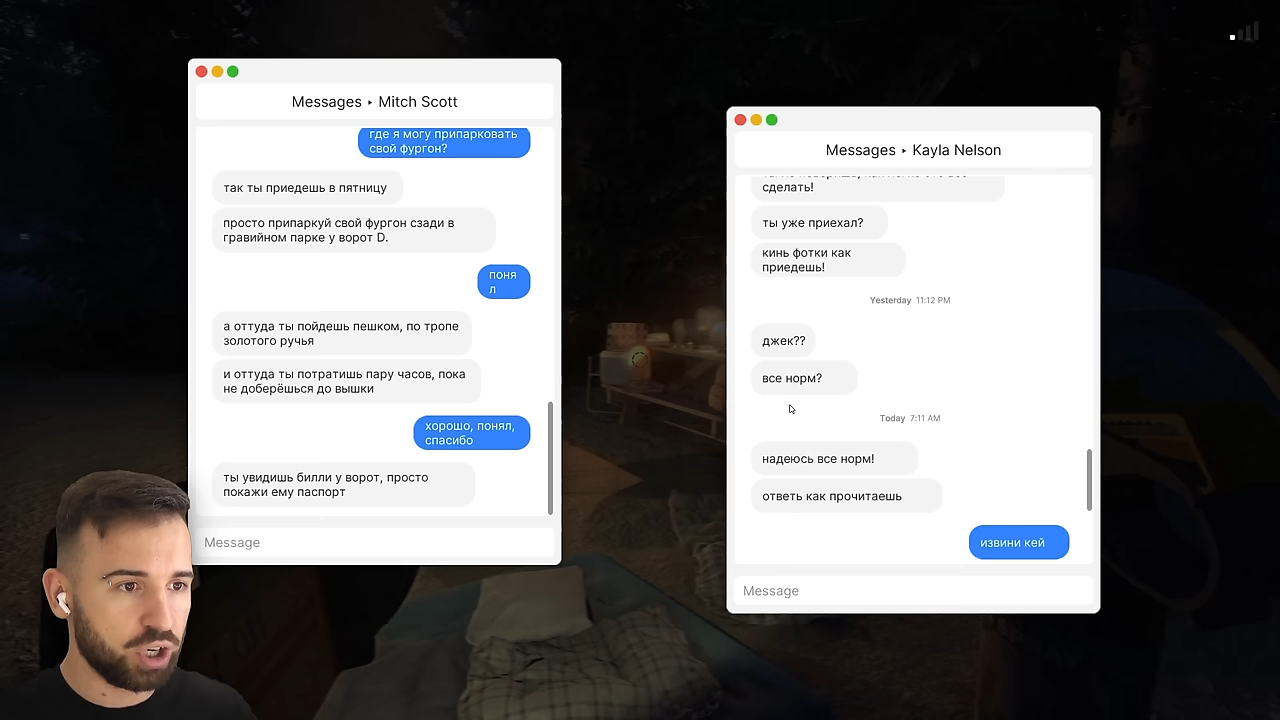 Messages ▸ Mitch Scott
где я могу припарковать
свой фургон?
так ты приедешь в пятницу
просто припаркуй свой фургон сзади в
гравийном парке у ворот D.
поня
л
а оттуда ты пойдешь пешком, по тропе
золотого ручья
и оттуда ты потратишь пару часов, пока
не доберёшься до вышки
хорошо, понял,
спасибо
ты увидишь билли у ворот, просто
покажи ему паспорт
Message
Messages ▸ Kayla Nelson
сделать!
ты уже приехал?
кинь фотки как
приедешь!
Yesterday 11:12 PM
джек??
все норм?
Today 7:11 AM
надеюсь все норм!
ответь как прочитаешь
извини кей
Message